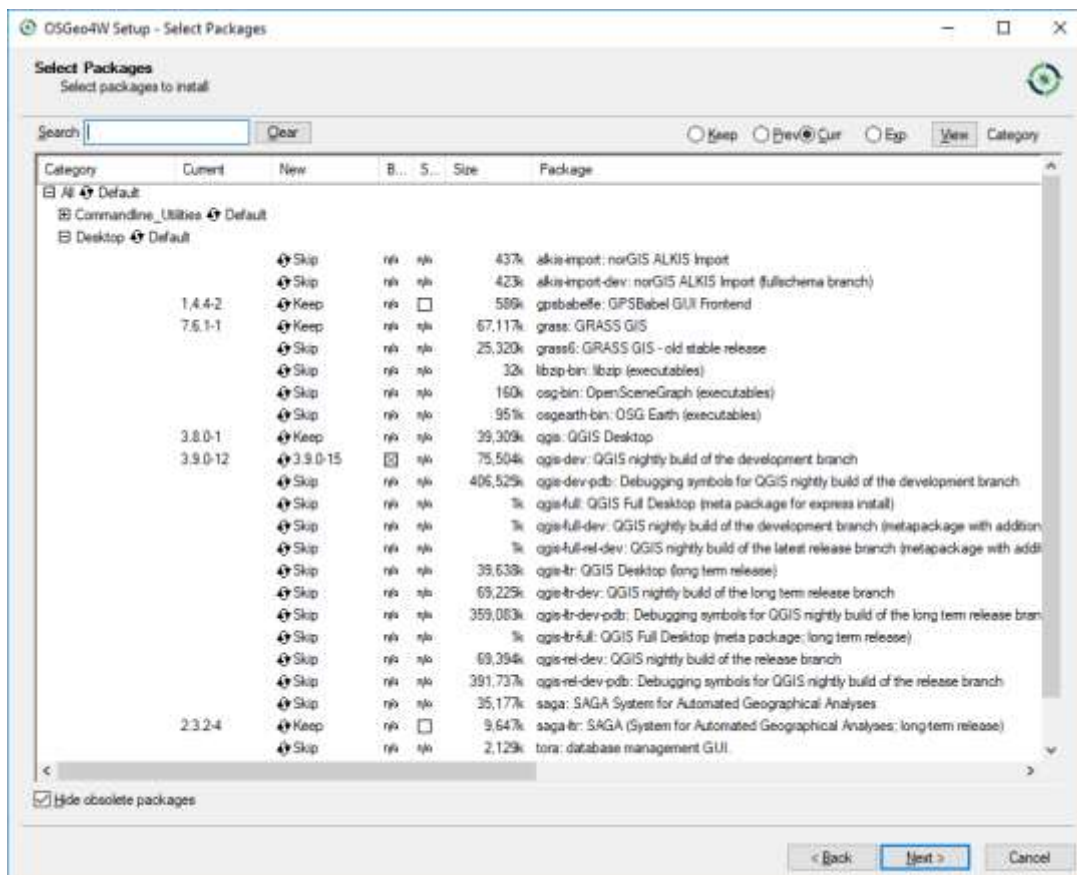 OSGeo4W Setup - Select Packages
Select Packages
Select packages to install
Search Clear Keep Prev Curr Exp View Category
Category Current New B... S... Size Package
All Default
Commandline_Utilities Default
Desktop Default
Skip n/a n/a 437k alkis-import: norGIS ALKIS Import
Skip n/a n/a 423k alkis-import-dev: norGIS ALKIS Import (fullschema branch)
1.4.4-2 Keep n/a 586k gpsbabelfe: GPSBabel GUI Frontend
7.6.1-1 Keep n/a n/a 67,117k grass: GRASS GIS
Skip n/a n/a 25,320k grass6: GRASS GIS - old stable release
Skip n/a n/a 32k libzip-bin: libzip (executables)
Skip n/a n/a 160k osg-bin: OpenSceneGraph (executables)
Skip n/a n/a 951k osgearth-bin: OSG Earth (executables)
3.8.0-1 Keep n/a n/a 39,309k qgis: QGIS Desktop
3.9.0-12 3.9.0-15 n/a 75,504k qgis-dev: QGIS nightly build of the development branch
Skip n/a n/a 406,529k qgis-dev-pdb: Debugging symbols for QGIS nightly build of the development branch
Skip n/a n/a 1k qgis-full: QGIS Full Desktop (meta package for express install)
Skip n/a n/a 1k qgis-full-dev: QGIS nightly build of the development branch (metapackage with addition
Skip n/a n/a 1k qgis-full-rel-dev: QGIS nightly build of the latest release branch (metapackage with addi
Skip n/a n/a 39,638k qgis-ltr: QGIS Desktop (long term release)
Skip n/a n/a 69,229k qgis-ltr-dev: QGIS nightly build of the long term release branch
Skip n/a n/a 359,083k qgis-ltr-dev-pdb: Debugging symbols for QGIS nightly build of the long term release bran
Skip n/a n/a 1k qgis-ltr-full: QGIS Full Desktop (meta package; long term release)
Skip n/a n/a 69,394k qgis-rel-dev: QGIS nightly build of the release branch
Skip n/a n/a 391,737k qgis-rel-dev-pdb: Debugging symbols for QGIS nightly build of the release branch
Skip n/a n/a 35,177k saga: SAGA System for Automated Geographical Analyses
2.3.2-4 Keep n/a 9,647k saga-ltr: SAGA (System for Automated Geographical Analyses; long-term release)
Skip n/a n/a 2,129k tora: database management GUI.
Hide obsolete packages
< Back Next > Cancel